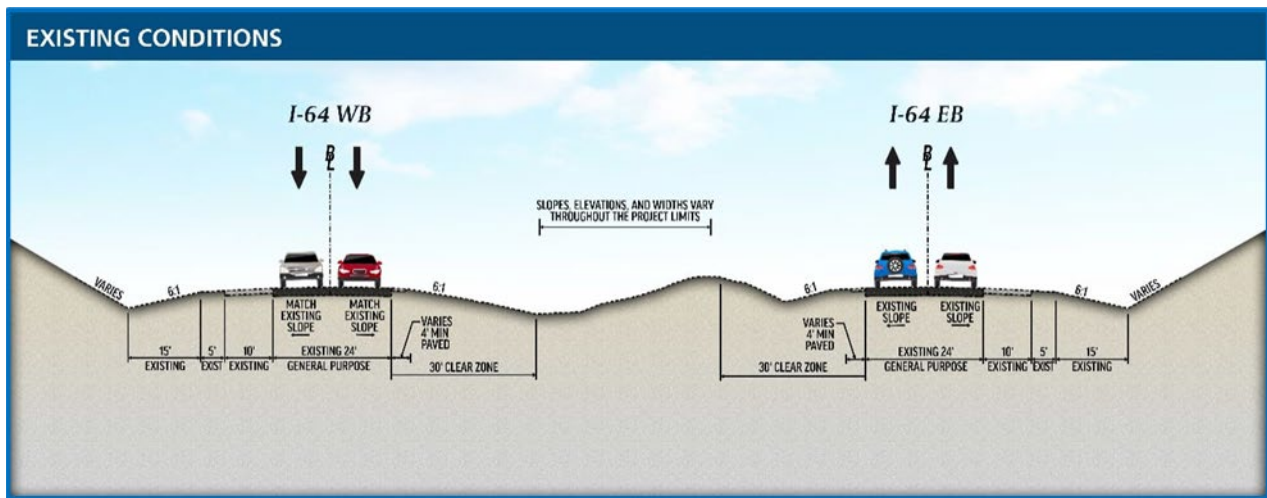 EXISTING CONDITIONS
I-64 WB
I-64 EB
BL
BL
SLOPES, ELEVATIONS, AND WIDTHS VARY
THROUGHOUT THE PROJECT LIMITS
VARIES
6:1
6:1
6:1
6:1
VARIES
MATCH
EXISTING
SLOPE
MATCH
EXISTING
SLOPE
VARIES
4' MIN
PAVED
VARIES
4' MIN
PAVED
EXISTING
SLOPE
EXISTING
SLOPE
15'
EXISTING
5'
EXIST
10'
EXISTING
EXISTING 24'
GENERAL PURPOSE
30' CLEAR ZONE
30' CLEAR ZONE
EXISTING 24'
GENERAL PURPOSE
10'
EXISTING
5'
EXIST
15'
EXISTING